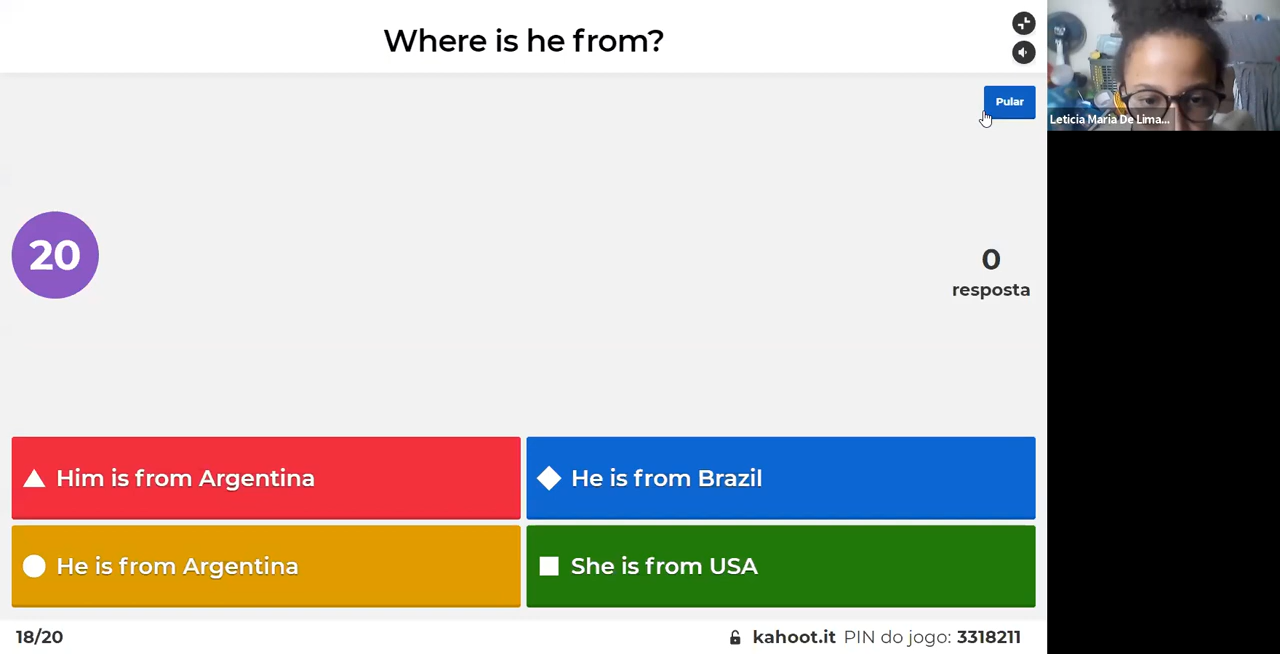 Where is he from?
Pular
Leticia Maria De Lima...
20
0
resposta
Him is from Argentina
He is from Brazil
He is from Argentina
She is from USA
18/20
kahoot.it PIN do jogo: 3318211